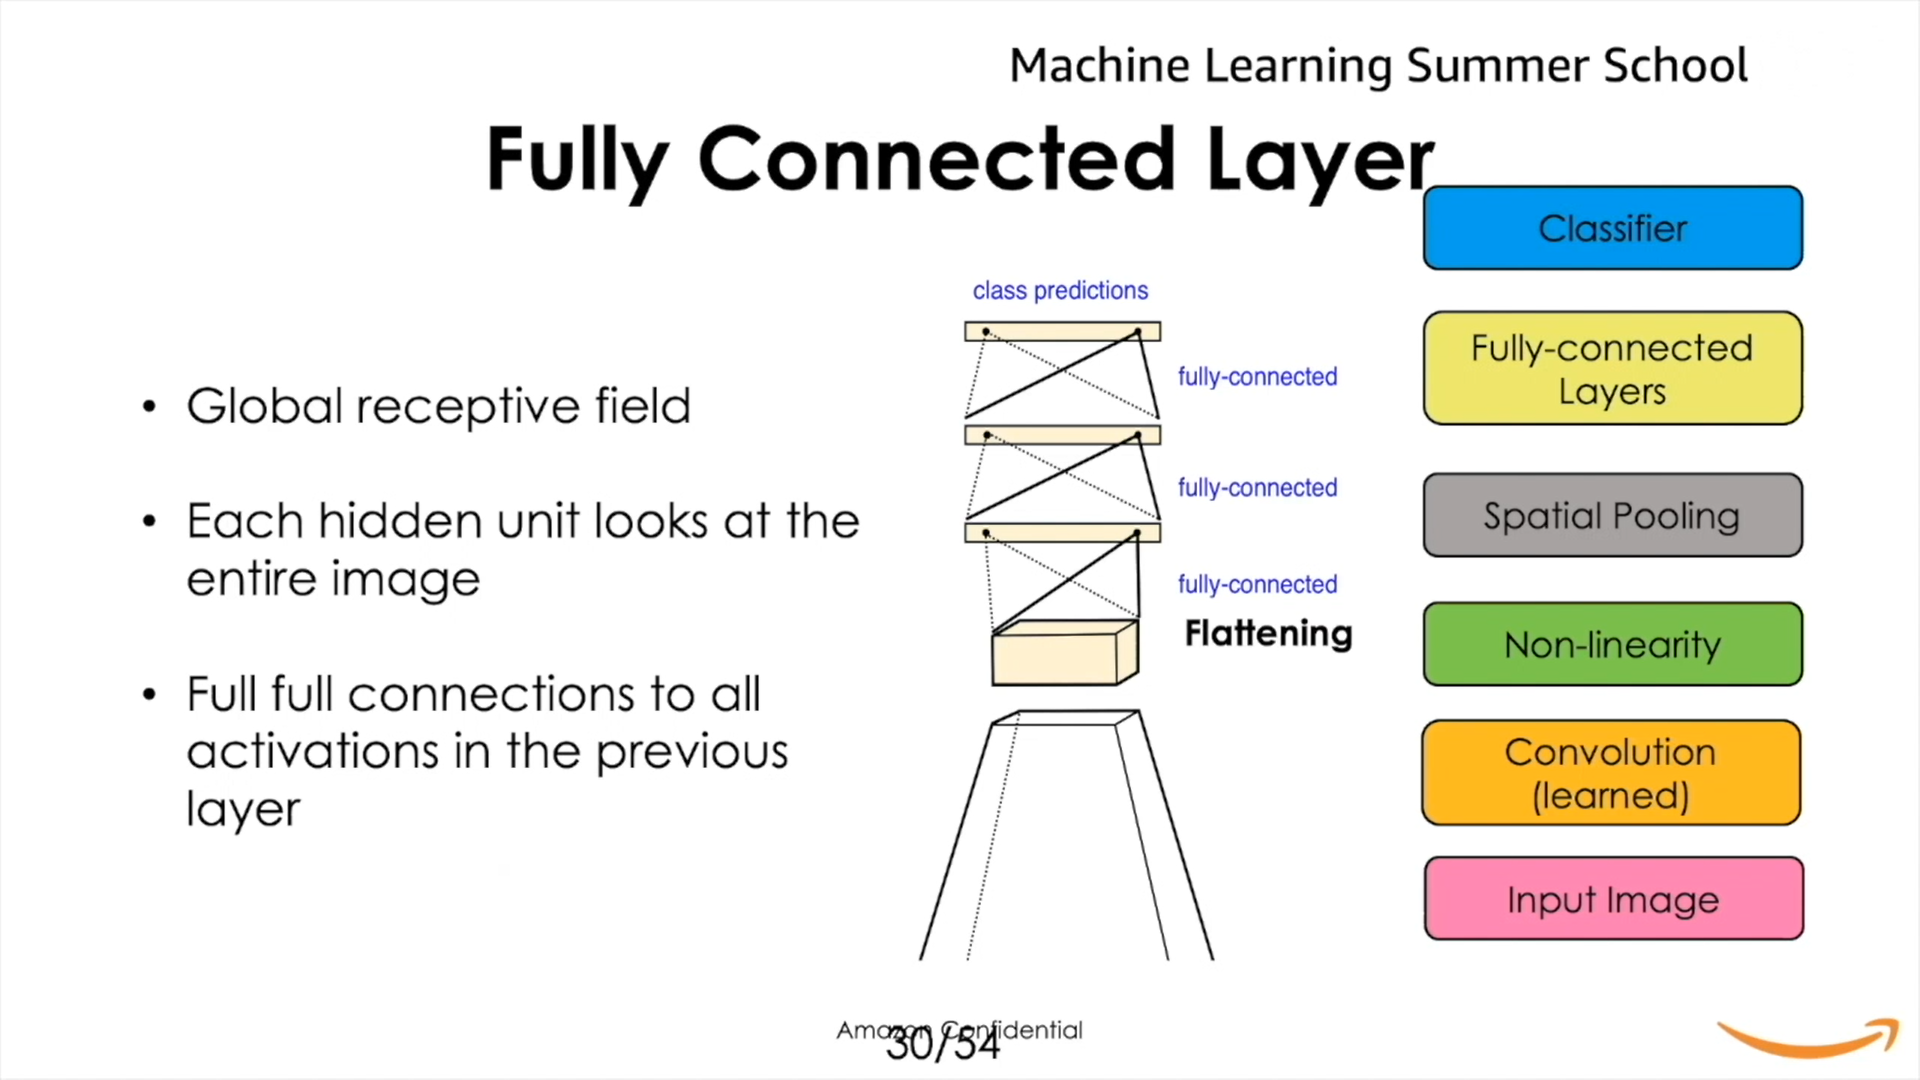 Machine Learning Summer School
Fully Connected Layer
• Global receptive field
• Each hidden unit looks at the
entire image
• Full full connections to all
activations in the previous
layer
class predictions
fully-connected
fully-connected
fully-connected
Flattening
Classifier
Fully-connected
Layers
Spatial Pooling
Non-linearity
Convolution
(learned)
Input Image
Amazon Confidential
30/54